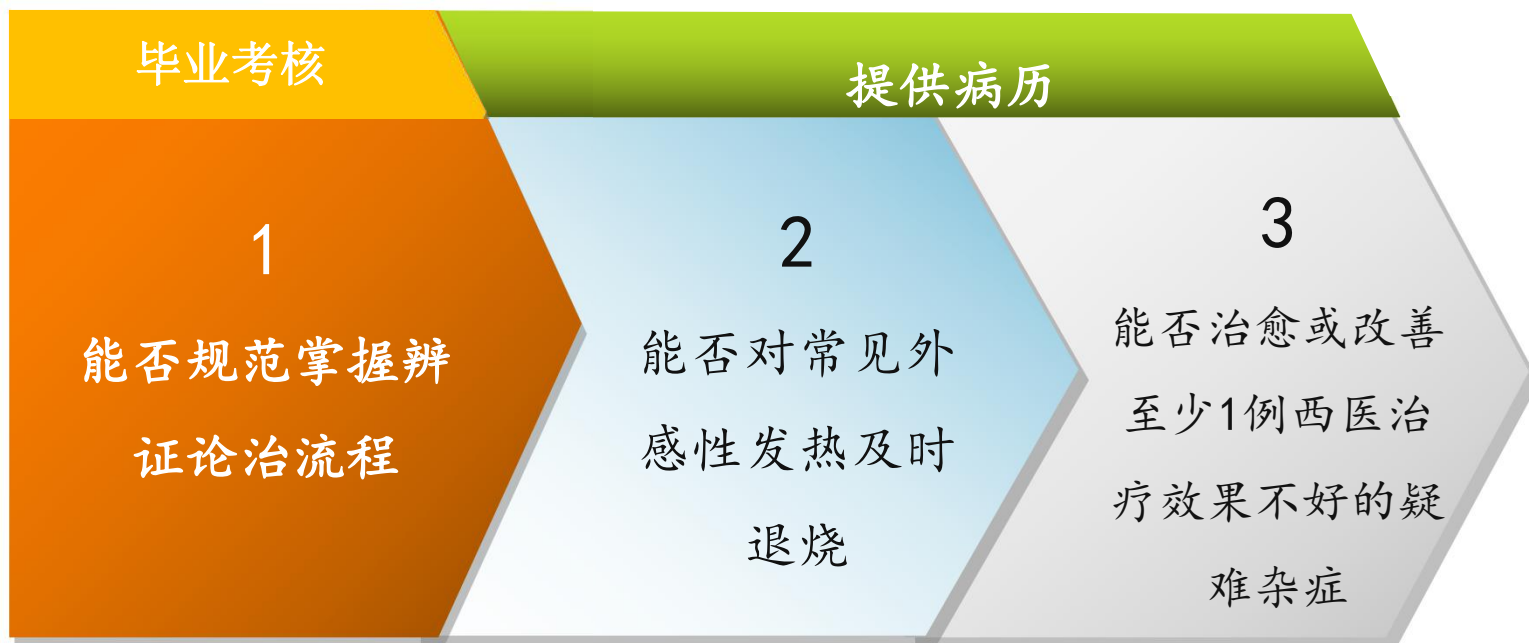 毕业考核
提供病历
1
能否规范掌握辨
证论治流程
2
能否对常见外
感性发热及时
退烧
3
能否治愈或改善
至少1例西医治
疗效果不好的疑
难杂症